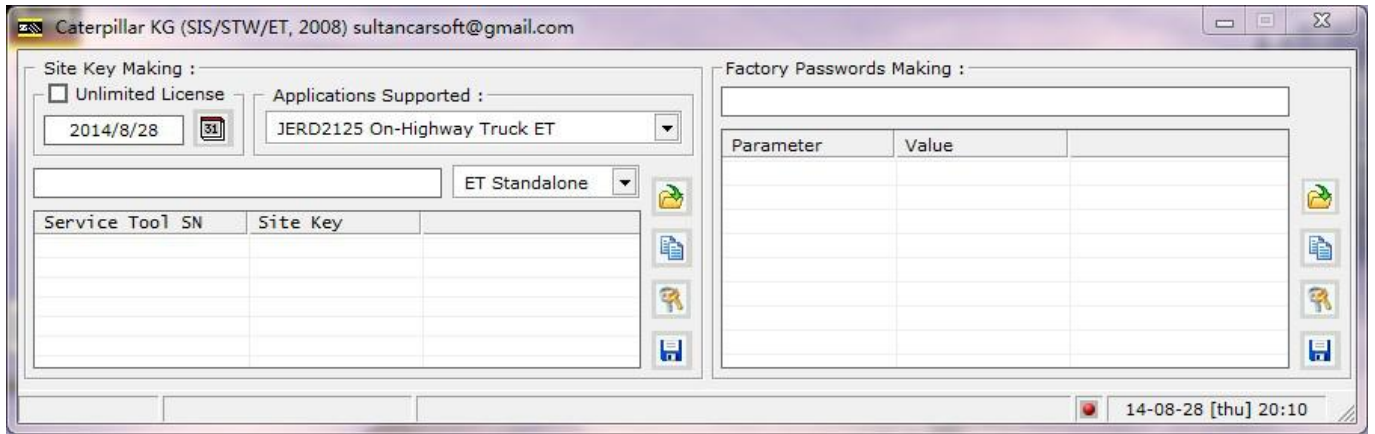 Caterpillar KG (SIS/STW/ET, 2008) sultancarsoft@gmail.com
Site Key Making :
Unlimited License
Applications Supported :
2014/8/28
31
JERD2125 On-Highway Truck ET
ET Standalone
Service Tool SN Site Key
Factory Passwords Making :
Parameter Value
14-08-28 [thu] 20:10